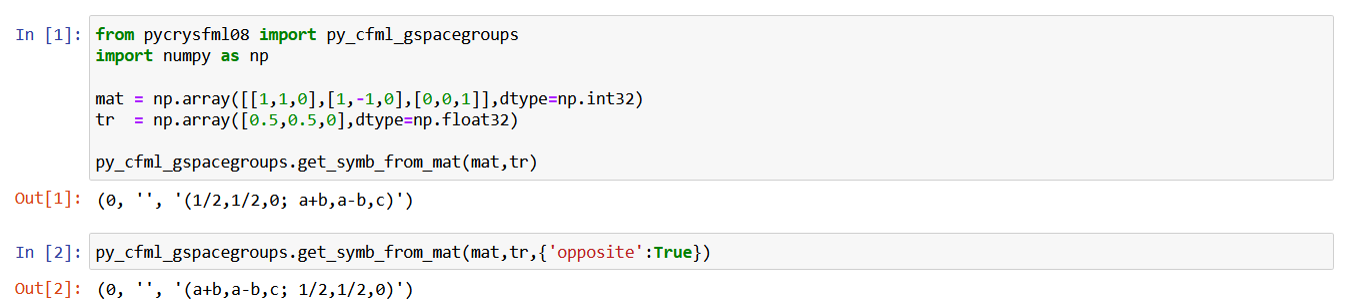 In [1]: from pycrysfml08 import py_cfml_gspacegroups
import numpy as np
mat = np.array([[1,1,0],[1,-1,0],[0,0,1]],dtype=np.int32)
tr  = np.array([0.5,0.5,0],dtype=np.float32)
py_cfml_gspacegroups.get_symb_from_mat(mat,tr)
Out[1]: (0, '', '(1/2,1/2,0; a+b,a-b,c)')
In [2]: py_cfml_gspacegroups.get_symb_from_mat(mat,tr,{'opposite':True})
Out[2]: (0, '', '(a+b,a-b,c; 1/2,1/2,0)')